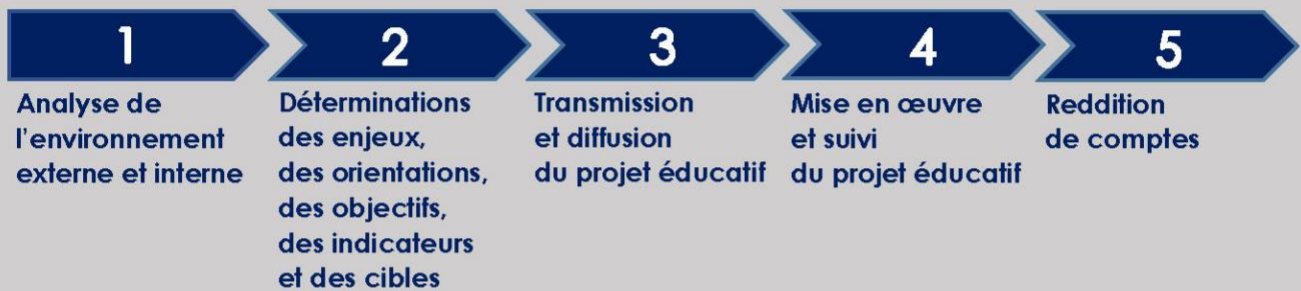 1
Analyse de
l'environnement
externe et interne
2
Déterminations
des enjeux,
des orientations,
des objectifs,
des indicateurs
et des cibles
3
Transmission
et diffusion
du projet éducatif
4
Mise en œuvre
et suivi
du projet éducatif
5
Reddition
de comptes